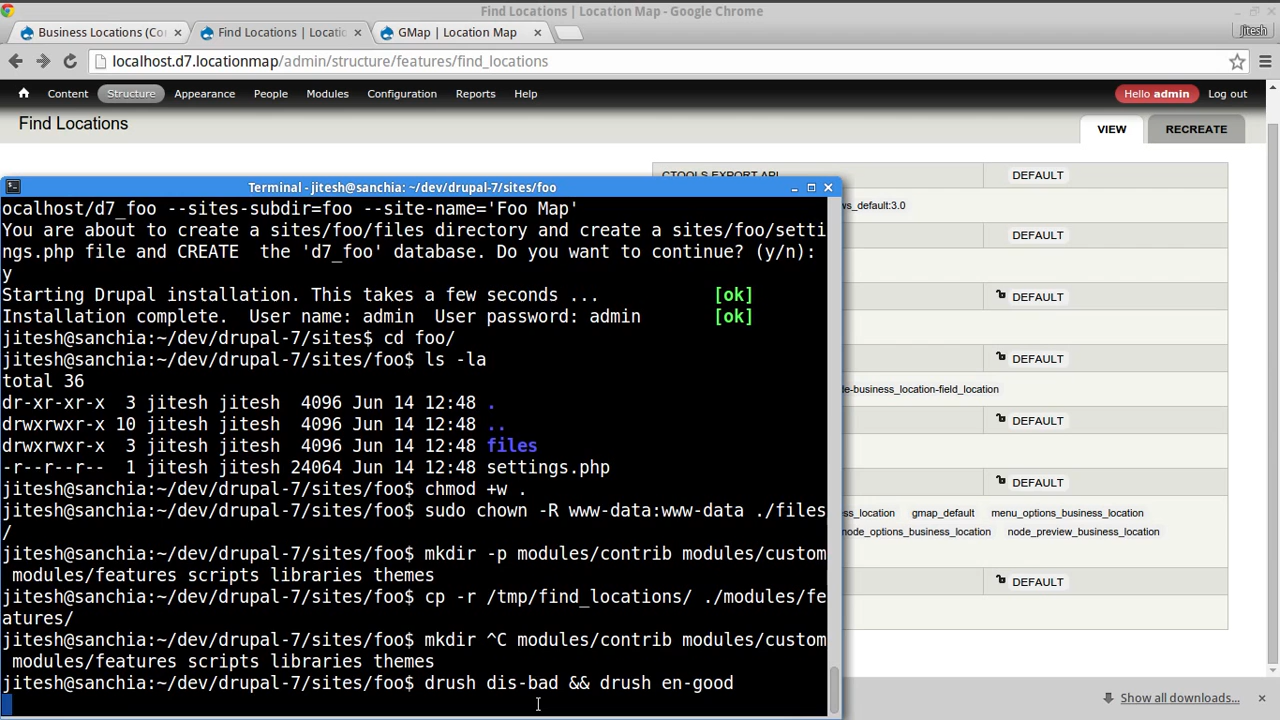 Find Locations | Location Map - Google Chrome
Business Locations (Co
Find Locations | Locatio
GMap | Location Map
jitesh
localhost.d7.locationmap/admin/structure/features/find_locations
Content Structure Appearance People Modules Configuration Reports Help Hello admin Log out
Find Locations
VIEW RECREATE
CTOOLS EXPORT API DEFAULT
ws_default:3.0
DEFAULT
DEFAULT
DEFAULT
le-business_location-field_location
DEFAULT
DEFAULT
ess_location gmap_default menu_options_business_location
node_options_business_location node_preview_business_location
DEFAULT
Show all downloads...
Terminal - jitesh@sanchia: ~/dev/drupal-7/sites/foo
ocalhost/d7_foo --sites-subdir=foo --site-name='Foo Map'
You are about to create a sites/foo/files directory and create a sites/foo/setti
ngs.php file and CREATE  the 'd7_foo' database. Do you want to continue? (y/n):
y
Starting Drupal installation. This takes a few seconds ...          [ok]
Installation complete.  User name: admin  User password: admin      [ok]
jitesh@sanchia:~/dev/drupal-7/sites$ cd foo/
jitesh@sanchia:~/dev/drupal-7/sites/foo$ ls -la
total 36
dr-xr-xr-x  3 jitesh jitesh  4096 Jun 14 12:48 .
drwxrwxr-x 10 jitesh jitesh  4096 Jun 14 12:48 ..
drwxrwxr-x  3 jitesh jitesh  4096 Jun 14 12:48 files
-r--r--r--  1 jitesh jitesh 24064 Jun 14 12:48 settings.php
jitesh@sanchia:~/dev/drupal-7/sites/foo$ chmod +w .
jitesh@sanchia:~/dev/drupal-7/sites/foo$ sudo chown -R www-data:www-data ./files
/
jitesh@sanchia:~/dev/drupal-7/sites/foo$ mkdir -p modules/contrib modules/custom
 modules/features scripts libraries themes
jitesh@sanchia:~/dev/drupal-7/sites/foo$ cp -r /tmp/find_locations/ ./modules/fe
atures/
jitesh@sanchia:~/dev/drupal-7/sites/foo$ mkdir ^C modules/contrib modules/custom
 modules/features scripts libraries themes
jitesh@sanchia:~/dev/drupal-7/sites/foo$ drush dis-bad && drush en-good